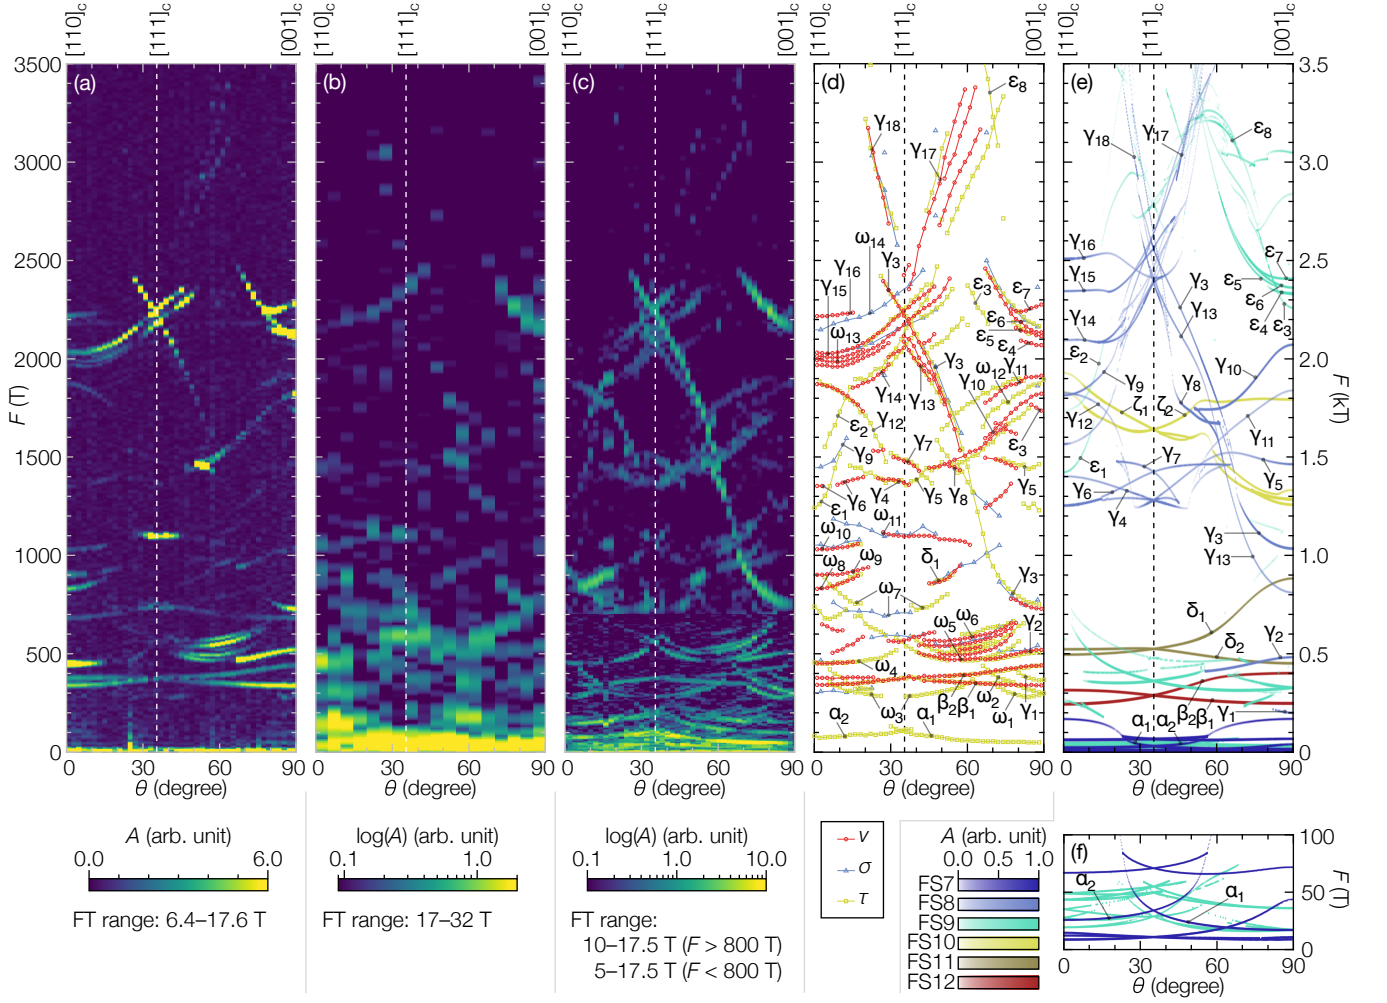 [110]c [111]c [001]c [110]c [111]c [001]c [110]c [111]c [001]c [110]c [111]c [001]c [110]c [111]c [001]c
F (T)
3500
3000
2500
2000
1500
1000
500
0
(a)
(b)
(c)
(d)
ε8
γ18
γ17
ω14
γ3
γ16
γ15
ε3
ε7
ω13
ε6
ε5
ε4
γ3
ω12 γ11
γ10
γ14
γ13
ε2
γ12
γ9
γ7
ε3
γ4
γ5
γ8
γ5
ε1
γ6
ω11
ω10
ω8
ω9
δ1
γ3
ω7
ω5
ω6
γ2
ω4
β2 β1
ω2
ω3
α2
α1
ω1
γ1
(e)
3.5
3.0
2.5
2.0
1.5
1.0
0.5
0
F (kT)
γ18
γ17
ε8
γ16
γ15
γ3
ε7
ε5
ε6
γ14
γ13
ε4
ε3
ε2
γ9
γ8
γ10
γ12
ζ1
ζ2
γ11
γ7
ε1
γ6
γ4
γ5
γ3
γ13
δ1
δ2
γ2
β2 β1
γ1
α1
α2
0 30 60 90 0 30 60 90 0 30 60 90 0 30 60 90 0 30 60 90
θ (degree) θ (degree) θ (degree) θ (degree) θ (degree)
A (arb. unit)
0.0 6.0
FT range: 6.4–17.6 T
log(A) (arb. unit)
0.1 1.0
FT range: 17–32 T
log(A) (arb. unit)
0.1 1.0 10.0
FT range:
10–17.5 T (F > 800 T)
5–17.5 T (F < 800 T)
ν
σ
τ
A (arb. unit)
0.0 0.5 1.0
FS7
FS8
FS9
FS10
FS11
FS12
(f)
α2
α1
100
50
0
F (T)
0 30 60 90
θ (degree)